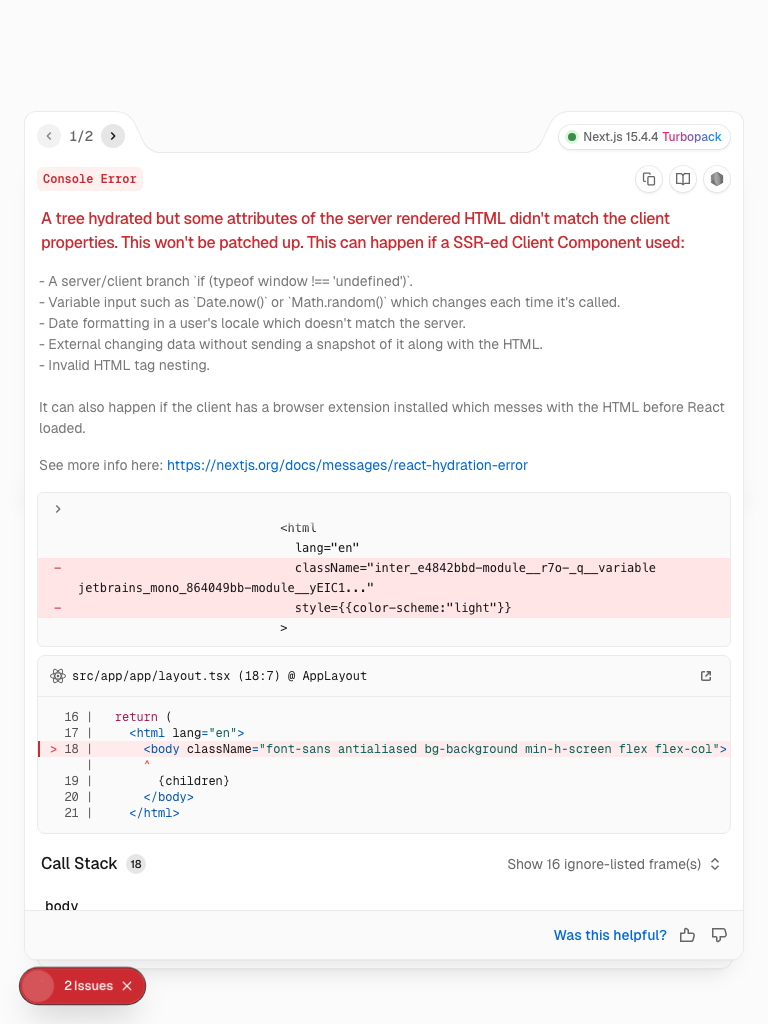 1/2
Next.js 15.4.4 Turbopack
Console Error
A tree hydrated but some attributes of the server rendered HTML didn't match the client
properties. This won't be patched up. This can happen if a SSR-ed Client Component used:
- A server/client branch `if (typeof window !== 'undefined')`.
- Variable input such as `Date.now()` or `Math.random()` which changes each time it's called.
- Date formatting in a user's locale which doesn't match the server.
- External changing data without sending a snapshot of it along with the HTML.
- Invalid HTML tag nesting.
It can also happen if the client has a browser extension installed which messes with the HTML before React
loaded.
See more info here: https://nextjs.org/docs/messages/react-hydration-error
<html
lang="en"
- className="inter_e4842bbd-module__r7o-_q__variable
jetbrains_mono_864049bb-module__yEIC1..."
- style={{color-scheme:"light"}}
>
src/app/app/layout.tsx (18:7) @ AppLayout
16 | return (
17 | <html lang="en">
> 18 | <body className="font-sans antialiased bg-background min-h-screen flex flex-col">
| ^
19 | {children}
20 | </body>
21 | </html>
Call Stack 18
Show 16 ignore-listed frame(s)
body
Was this helpful?
2 Issues